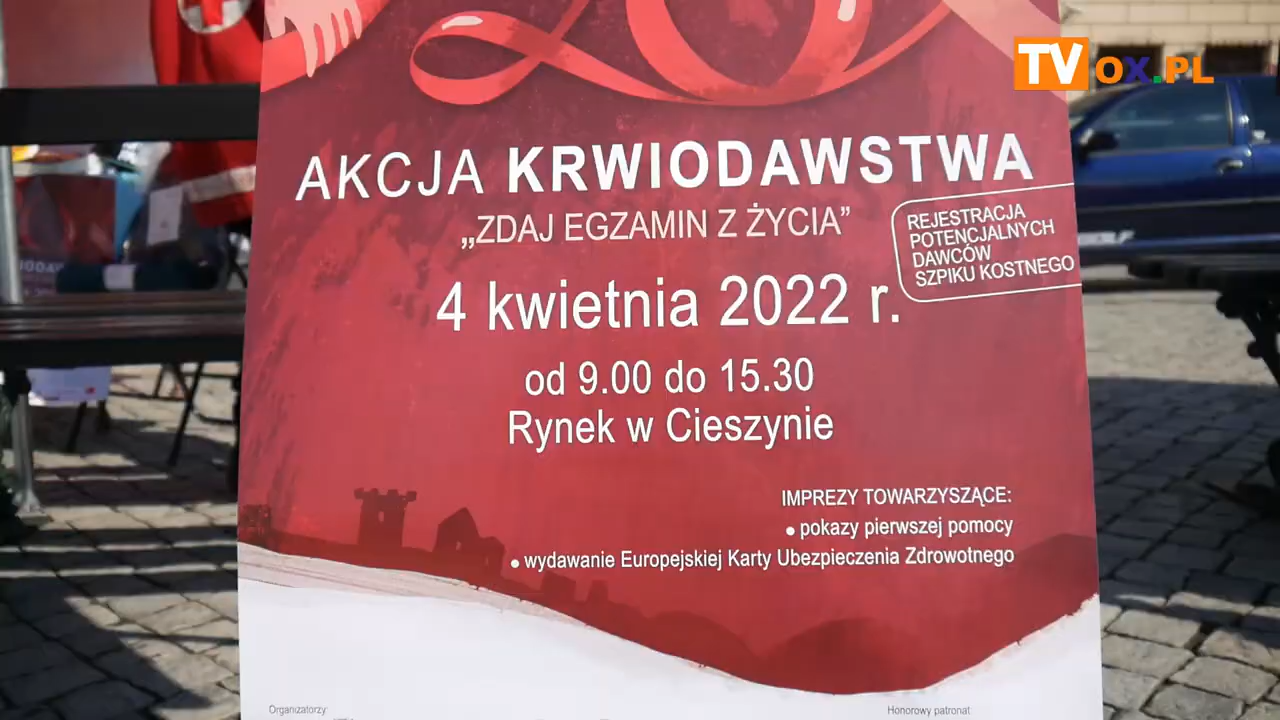 TVOX.PL
AKCJA KRWIODAWSTWA
„ZDAJ EGZAMIN Z ŻYCIA”
REJESTRACJA
POTENCJALNYCH
DAWCÓW
SZPIKU KOSTNEGO
4 kwietnia 2022 r.
od 9.00 do 15.30
Rynek w Cieszynie
IMPREZY TOWARZYSZĄCE:
• pokazy pierwszej pomocy
• wydawanie Europejskiej Karty Ubezpieczenia Zdrowotnego
Organizatorzy:
Honorowy patronat